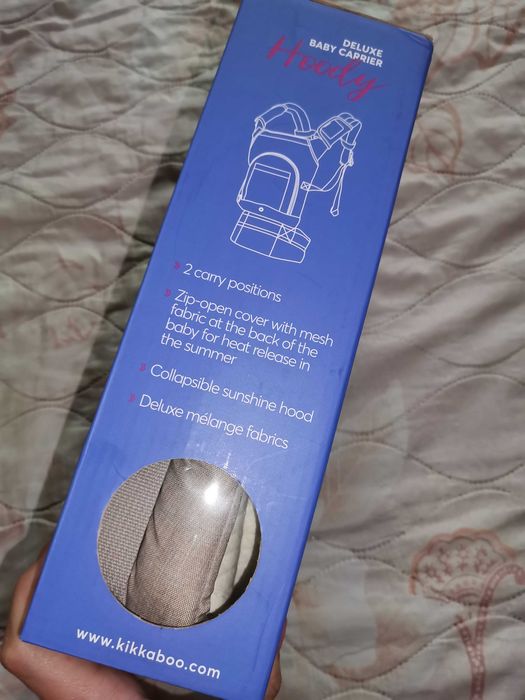 DELUXE
BABY CARRIER
Hoody
» 2 carry positions
» Zip-open cover with mesh
fabric at the back of the
baby for heat release in
the summer
» Collapsible sunshine hood
» Deluxe mélange fabrics
www.kikkaboo.com